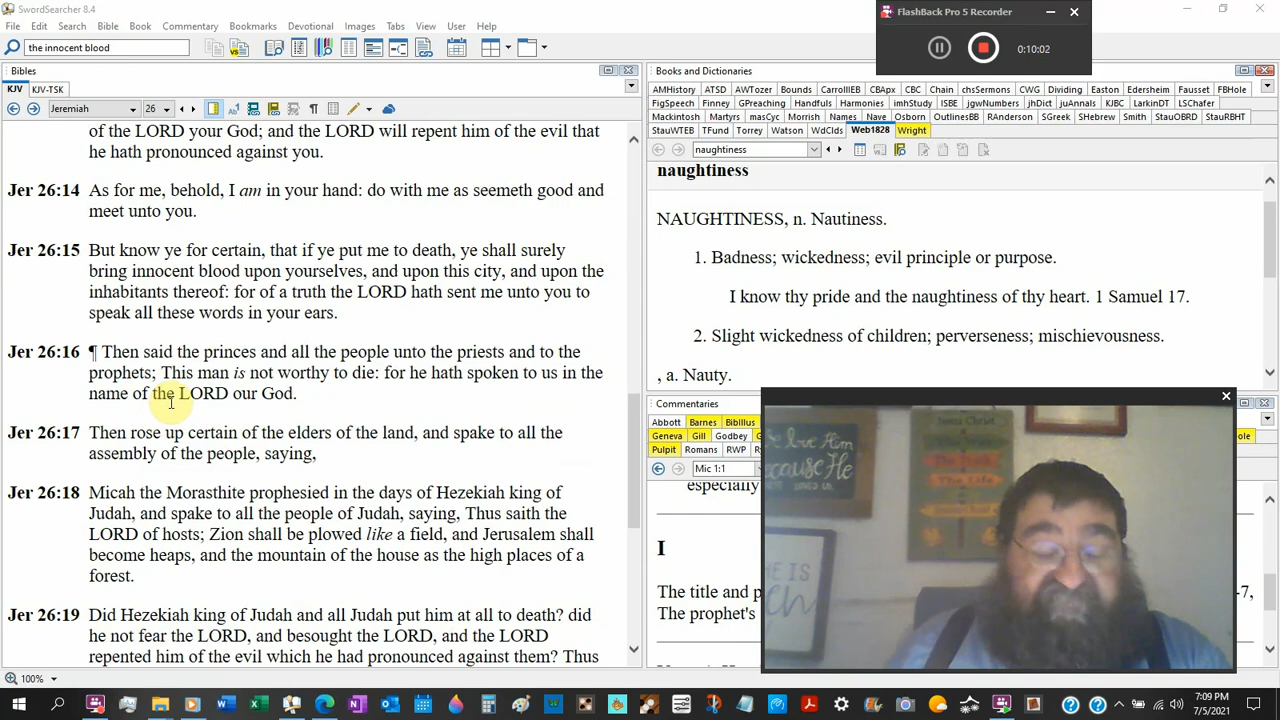 SwordSearcher 8.4
File Edit Search Bible Book Commentary Bookmarks Devotional Images Tabs View User Help
the innocent blood
FlashBack Pro 5 Recorder
0:10:02
Bibles
KJV KJV-TSK
Jeremiah 26
of the LORD your God; and the LORD will repent him of the evil that
he hath pronounced against you.
Jer 26:14 As for me, behold, I am in your hand: do with me as seemeth good and
meet unto you.
Jer 26:15 But know ye for certain, that if ye put me to death, ye shall surely
bring innocent blood upon yourselves, and upon this city, and upon the
inhabitants thereof: for of a truth the LORD hath sent me unto you to
speak all these words in your ears.
Jer 26:16 ¶ Then said the princes and all the people unto the priests and to the
prophets; This man is not worthy to die: for he hath spoken to us in the
name of the LORD our God.
Jer 26:17 Then rose up certain of the elders of the land, and spake to all the
assembly of the people, saying,
Jer 26:18 Micah the Morasthite prophesied in the days of Hezekiah king of
Judah, and spake to all the people of Judah, saying, Thus saith the
LORD of hosts; Zion shall be plowed like a field, and Jerusalem shall
become heaps, and the mountain of the house as the high places of a
forest.
Jer 26:19 Did Hezekiah king of Judah and all Judah put him at all to death? did
he not fear the LORD, and besought the LORD, and the LORD
repented him of the evil which he had pronounced against them? Thus
100%
Books and Dictionaries
AMHistory ATSD AWTozer Bounds CarrollIEB CBApx CBC Chain chsSermons CWG Dividing Easton Edersheim Fausset FBHole
FigSpeech Finney GPreaching Handfuls Harmonies imhStudy ISBE jgwNumbers jhDict juAnnals KJBC LarkinDT LSChafer
Mackintosh Martyrs masCyc Morrish Names Nave Osborn OutlinesBB RAnderson SGreek SHebrew Smith StauOBRD StauRBHT
StauWTEB TFund Torrey Watson WdClds Web1828 Wright
naughtiness
naughtiness
NAUGHTINESS, n. Nautiness.
1. Badness; wickedness; evil principle or purpose.
I know thy pride and the naughtiness of thy heart. 1 Samuel 17.
2. Slight wickedness of children; perverseness; mischievousness.
, a. Nauty.
Commentaries
Abbott Barnes BibIllus
Geneva Gill Godbey
Pulpit Romans RWP
Mic 1:1
especially
I
The title and p
The prophet's
Jesus Christ
The Truth
The Life
7:09 PM
7/5/2021